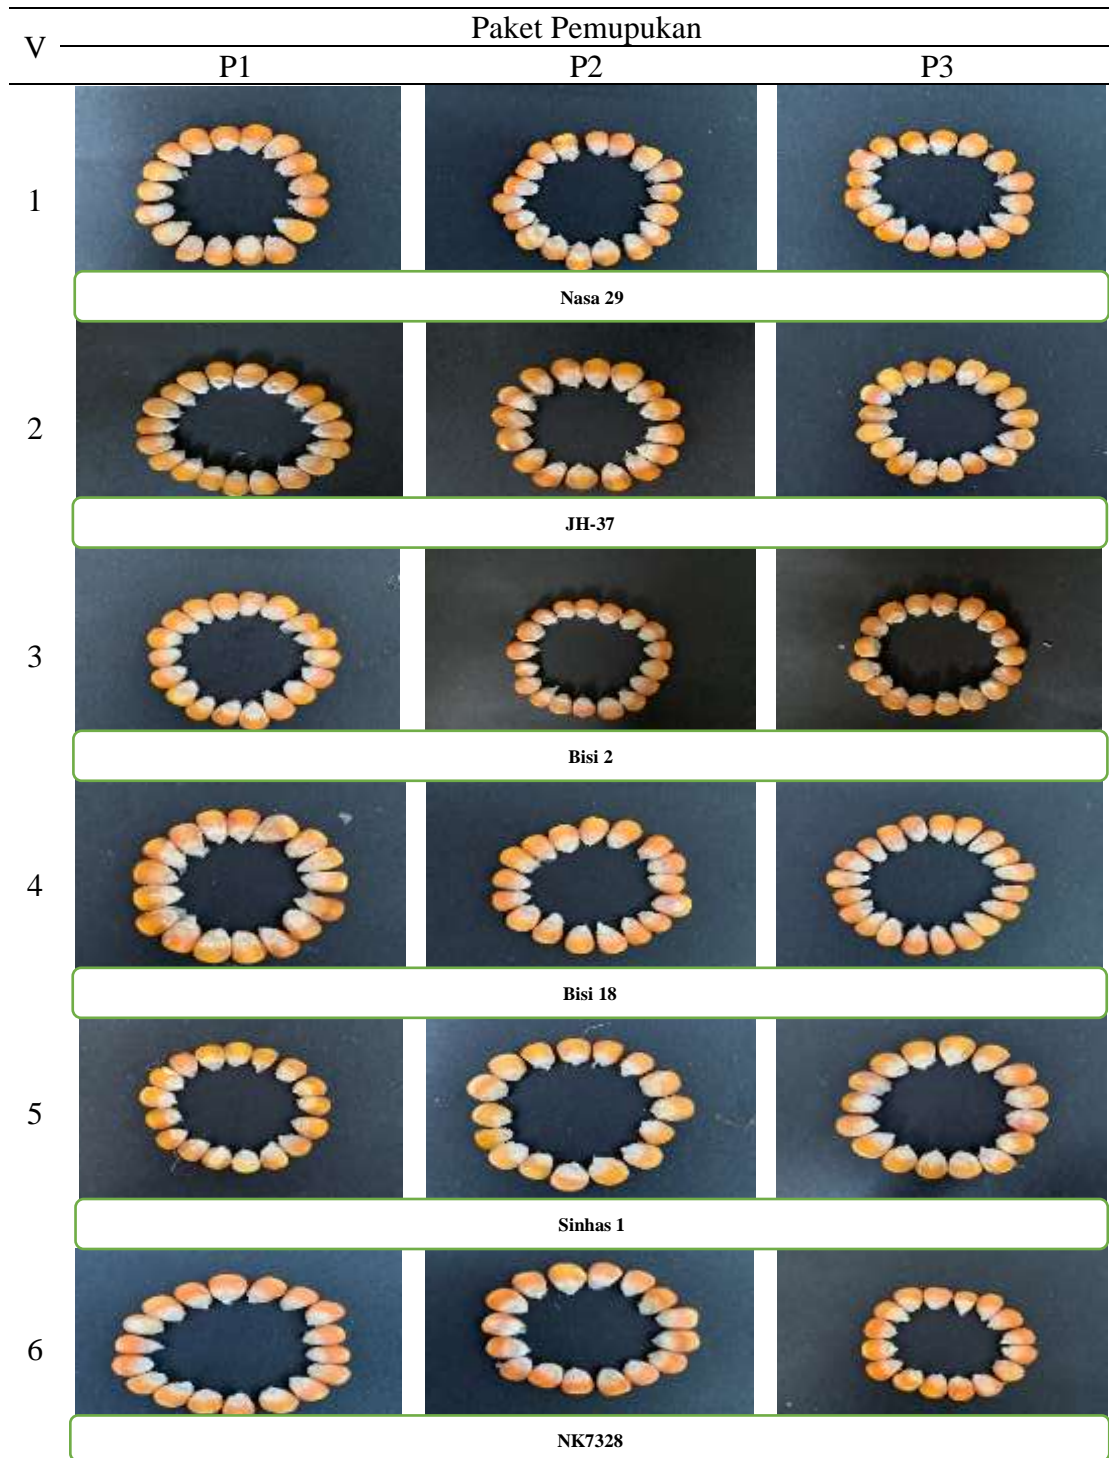 Paket Pemupukan
V
P1 P2 P3
1
Nasa 29
2
JH-37
3
Bisi 2
4
Bisi 18
5
Sinhas 1
6
NK7328